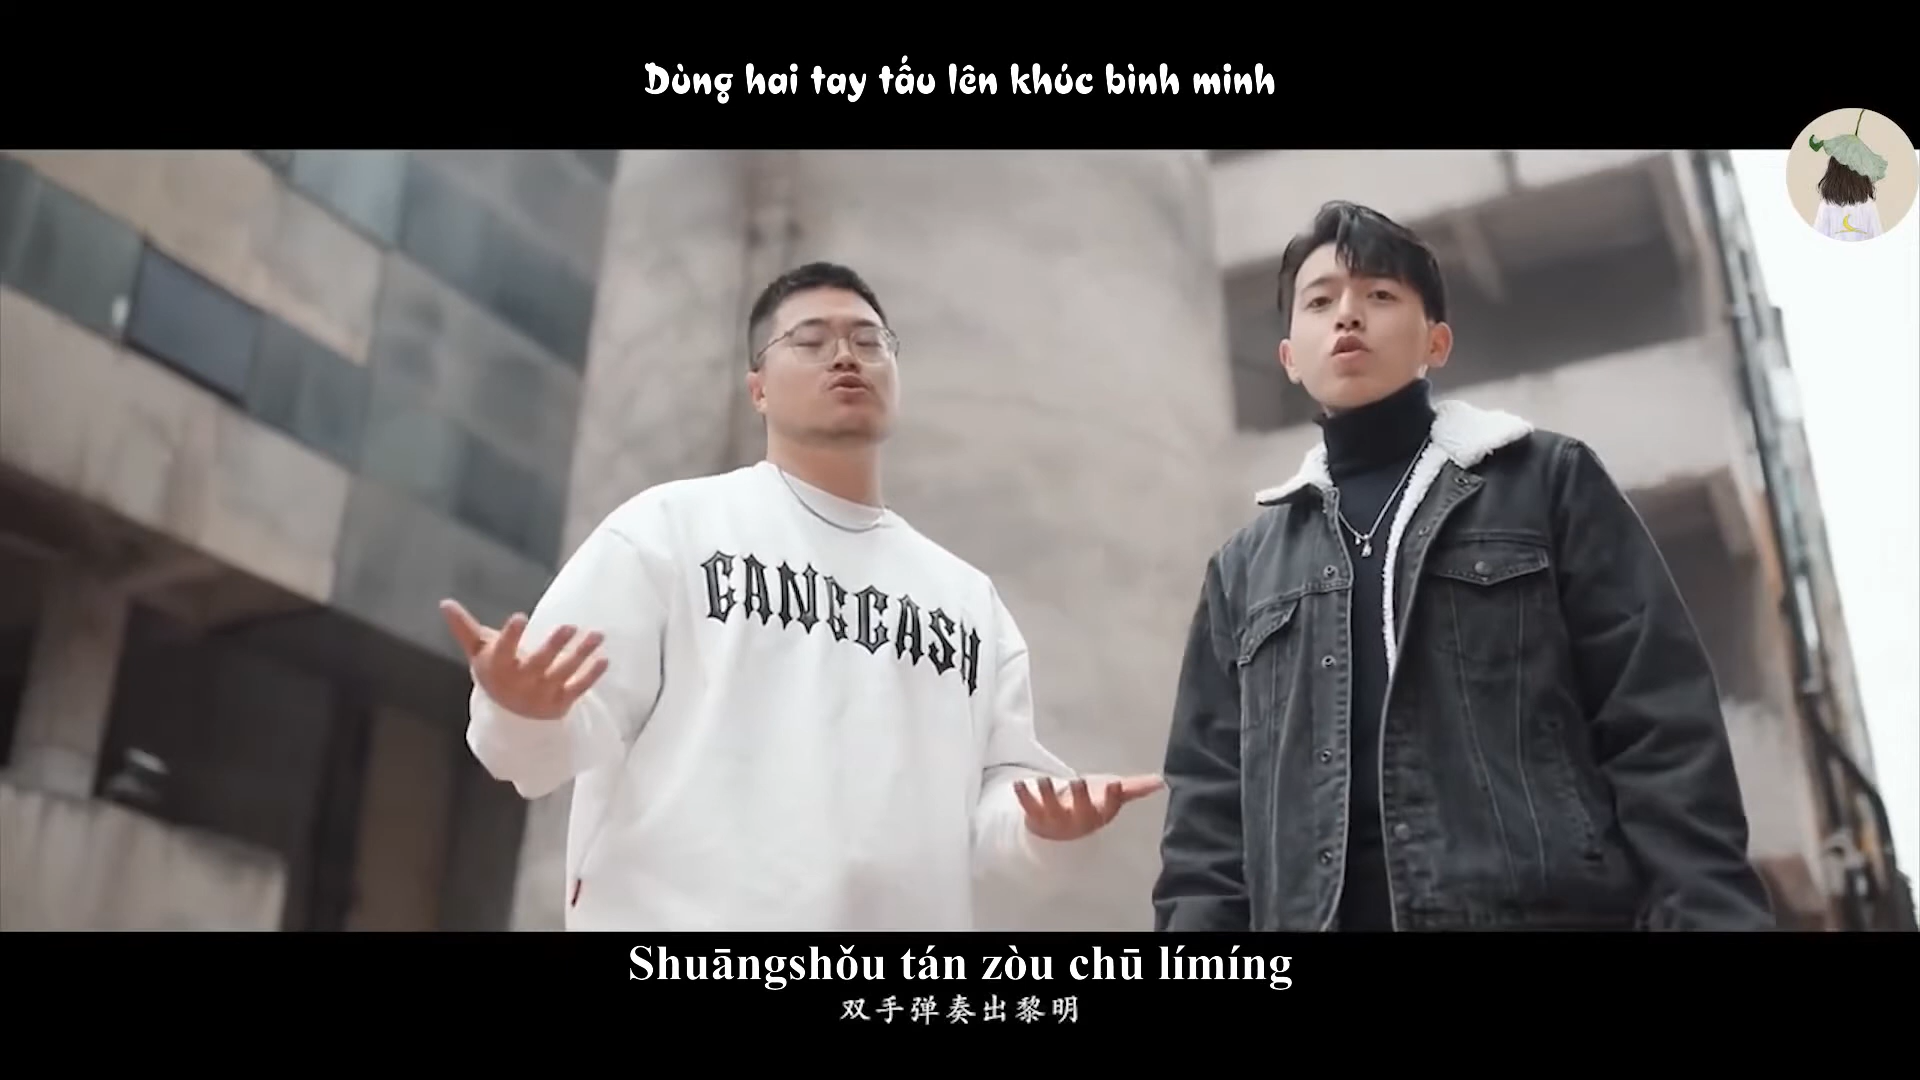 Dùng hai tay tấu lên khúc bình minh
GANGCASH
Shuāngshǒu tán zòu chū límíng
双手弹奏出黎明